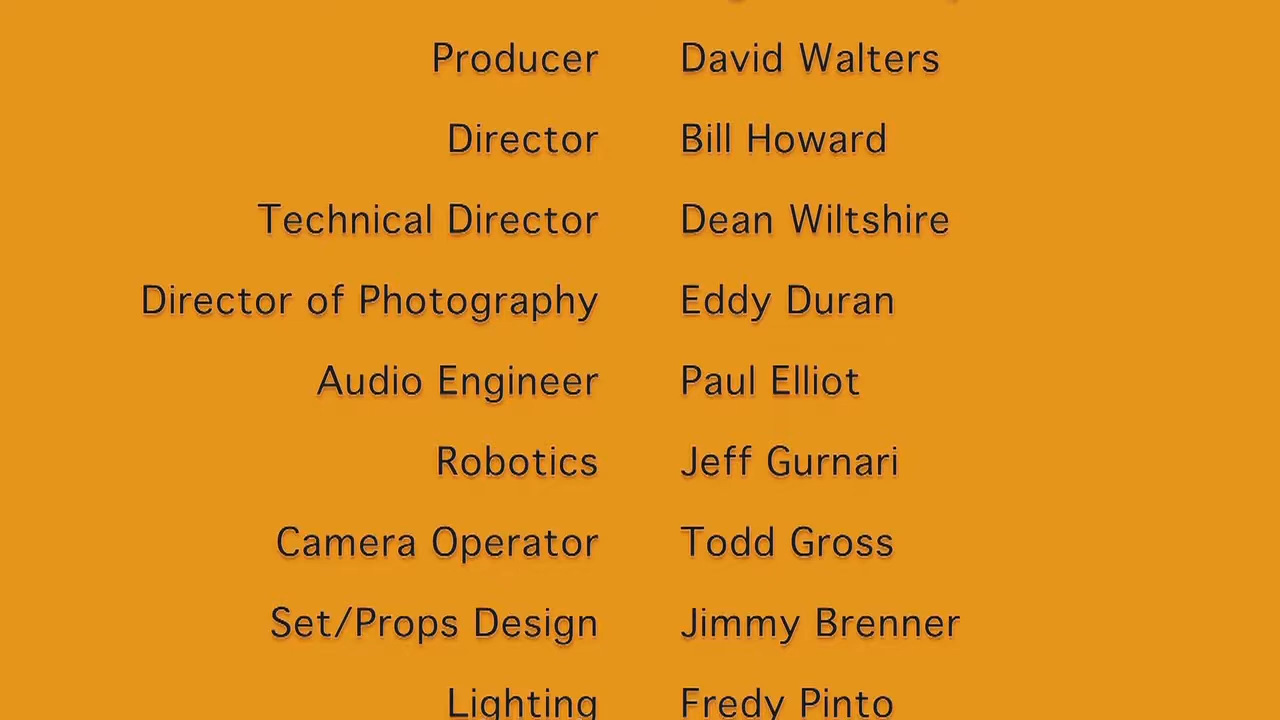 Producer David Walters
Director Bill Howard
Technical Director Dean Wiltshire
Director of Photography Eddy Duran
Audio Engineer Paul Elliot
Robotics Jeff Gurnari
Camera Operator Todd Gross
Set/Props Design Jimmy Brenner
Lighting Fredy Pinto